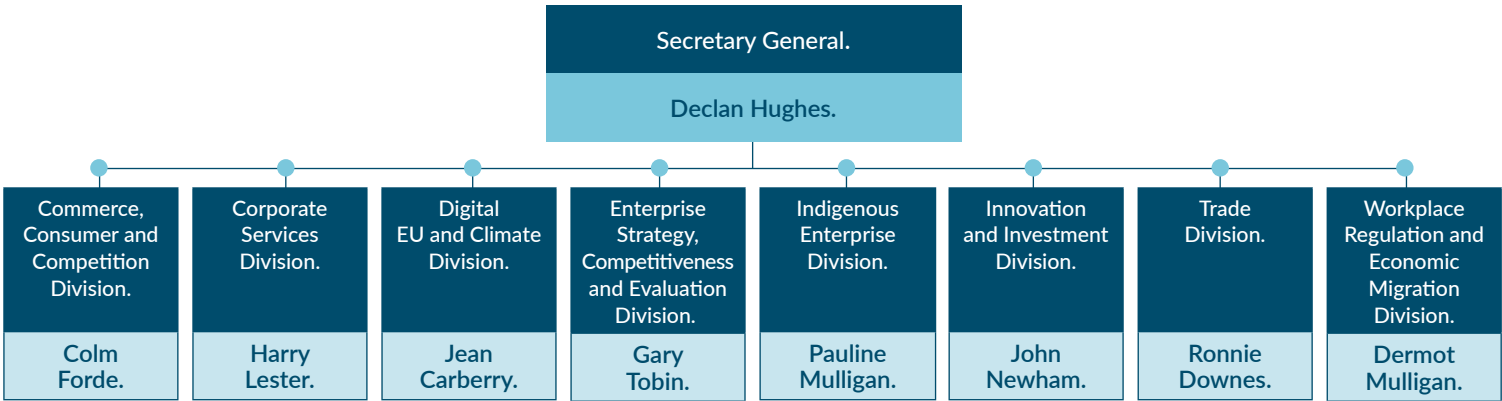 Secretary General.
Declan Hughes.
Commerce,
Consumer and
Competition
Division.
Colm
Forde.
Corporate
Services
Division.
Harry
Lester.
Digital
EU and Climate
Division.
Jean
Carberry.
Enterprise
Strategy,
Competitiveness
and Evaluation
Division.
Gary
Tobin.
Indigenous
Enterprise
Division.
Pauline
Mulligan.
Innovation
and Investment
Division.
John
Newham.
Trade
Division.
Ronnie
Downes.
Workplace
Regulation and
Economic
Migration
Division.
Dermot
Mulligan.